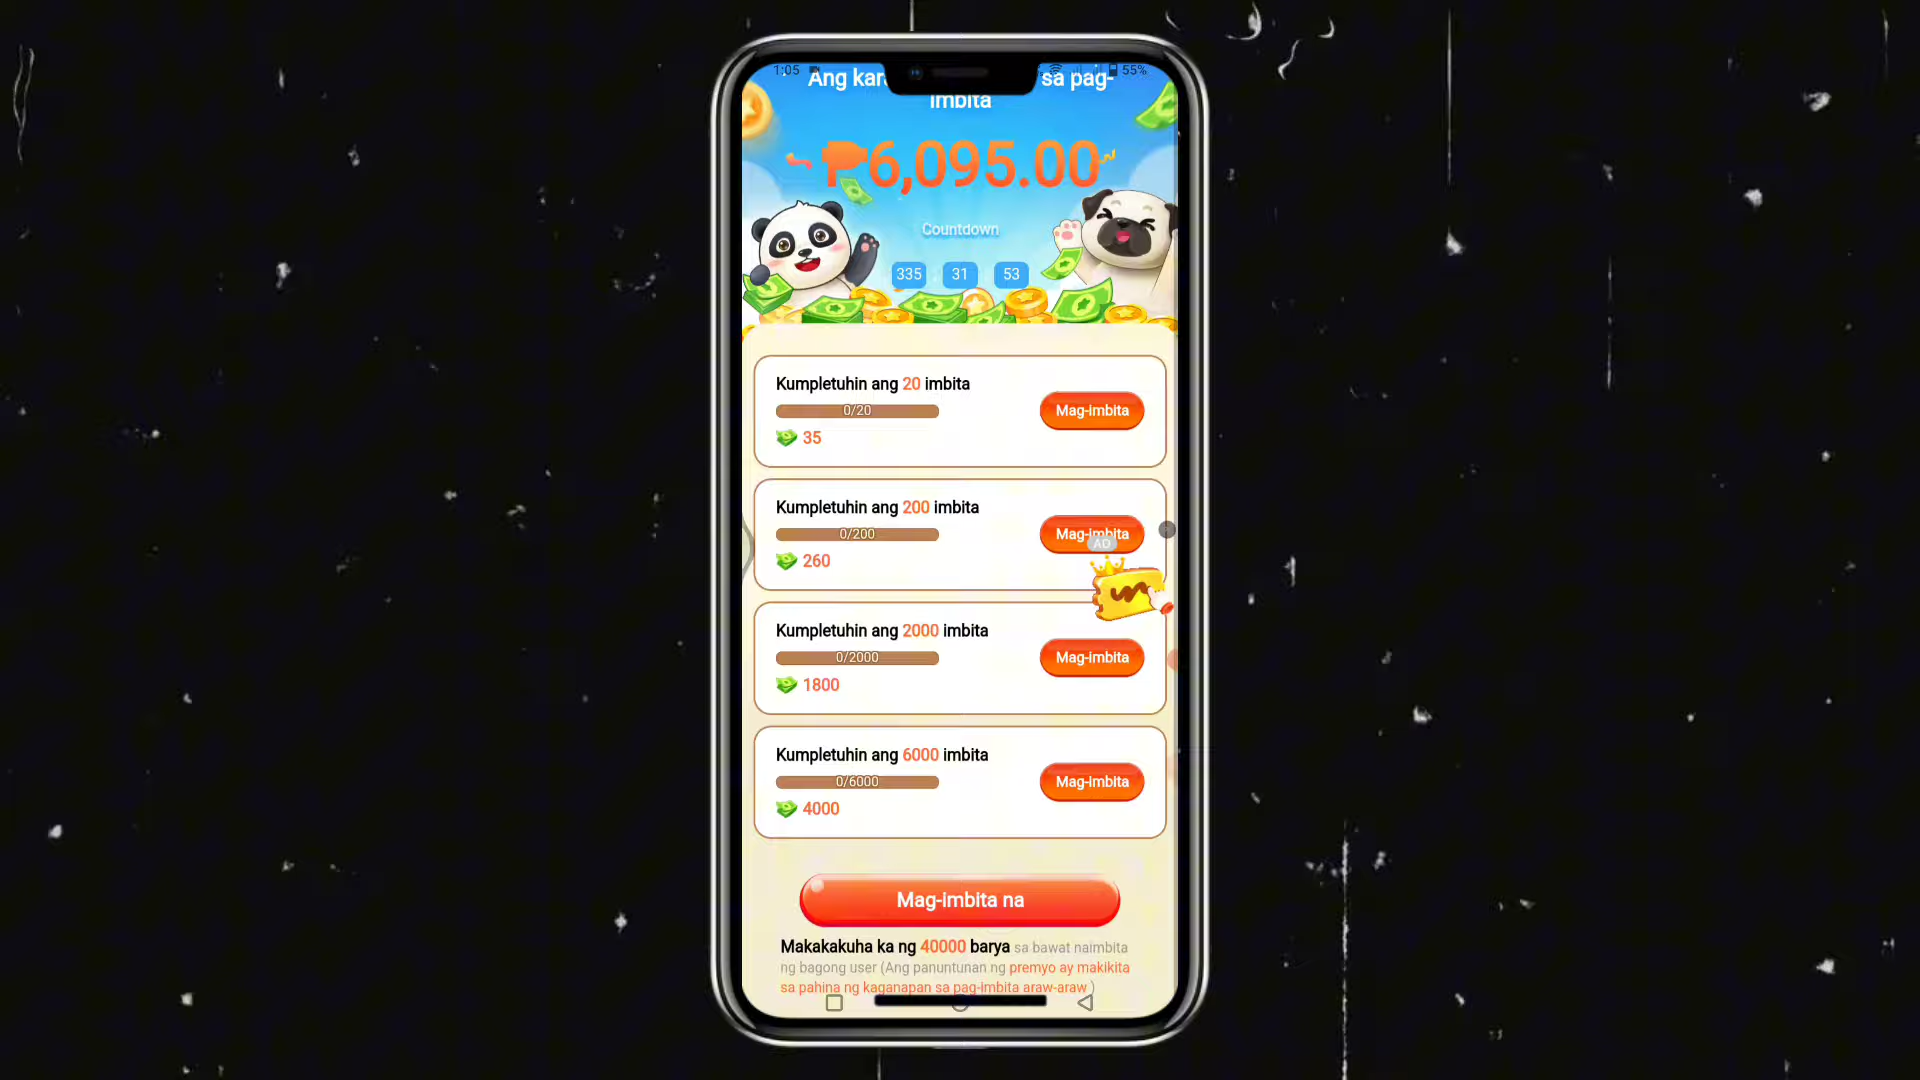 1:05 55%
Ang kara sa pag-
imbita
₱6,095.00
Countdown
335 31 53
Kumpletuhin ang 20 imbita
0/20
Mag-imbita
35
Kumpletuhin ang 200 imbita
0/200
Mag-imbita
AD
260
Kumpletuhin ang 2000 imbita
0/2000
Mag-imbita
1800
Kumpletuhin ang 6000 imbita
0/6000
Mag-imbita
4000
Mag-imbita na
Makakakuha ka ng 40000 barya sa bawat naimbita
ng bagong user (Ang panuntunan ng premyo ay makikita
sa pahina ng kaganapan sa pag-imbita araw-araw )